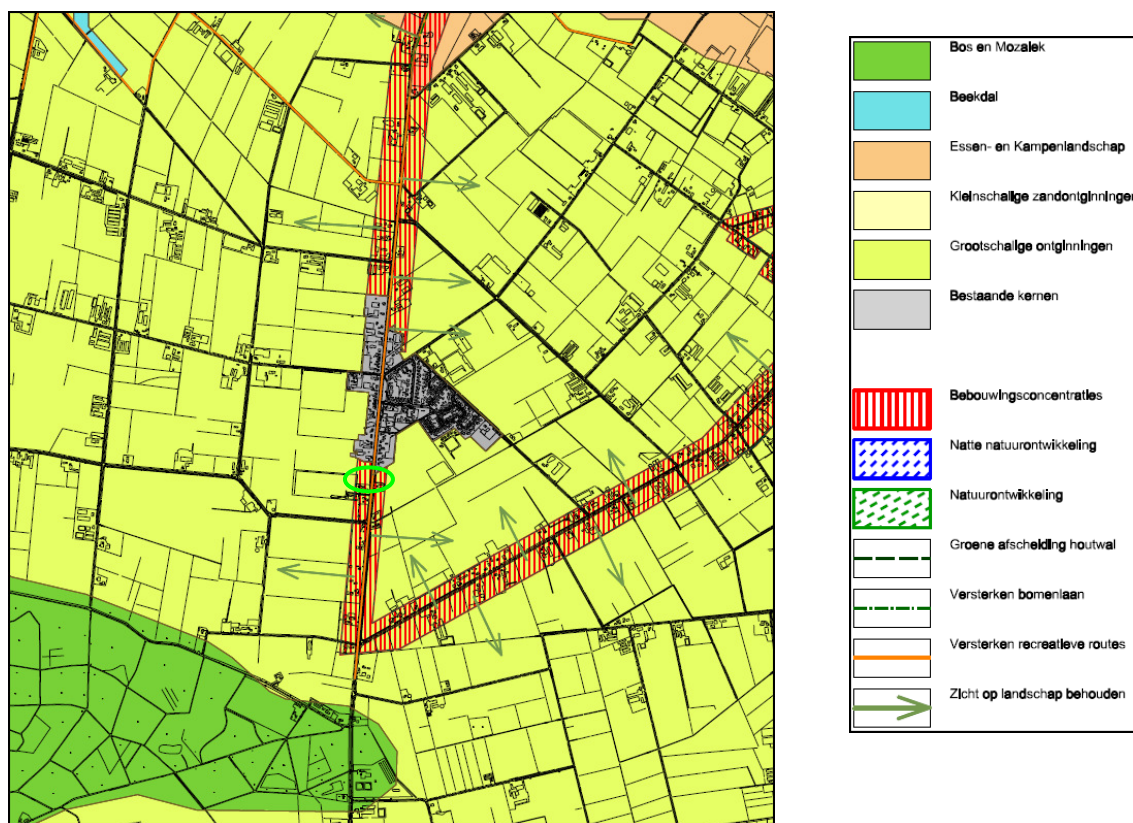 Bos en Mozaïek
Beekdal
Essen- en Kampenlandschap
Kleinschalige zandontginningen
Grootschalige ontginningen
Bestaande kernen
Bebouwingsconcentraties
Natte natuurontwikkeling
Natuurontwikkeling
Groene afscheiding houtwal
Versterken bomenlaan
Versterken recreatieve routes
Zicht op landschap behouden